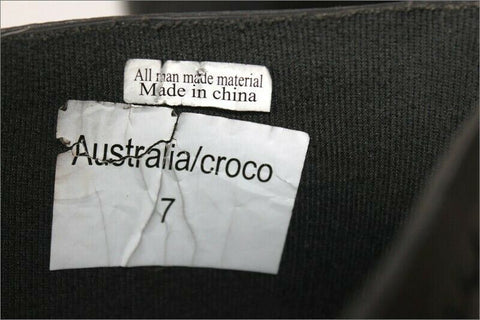 All man made material
Made in china
Australia/croco
7